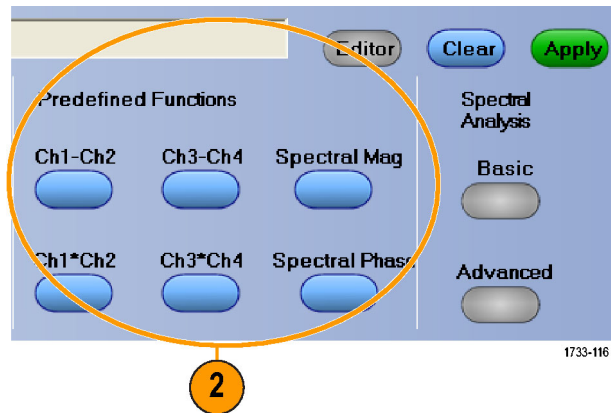 Editor Clear Apply
Predefined Functions
Spectral
Analysis
Ch1-Ch2 Ch3-Ch4 Spectral Mag
Basic
Ch1*Ch2 Ch3*Ch4 Spectral Phase
Advanced
1733-116
2